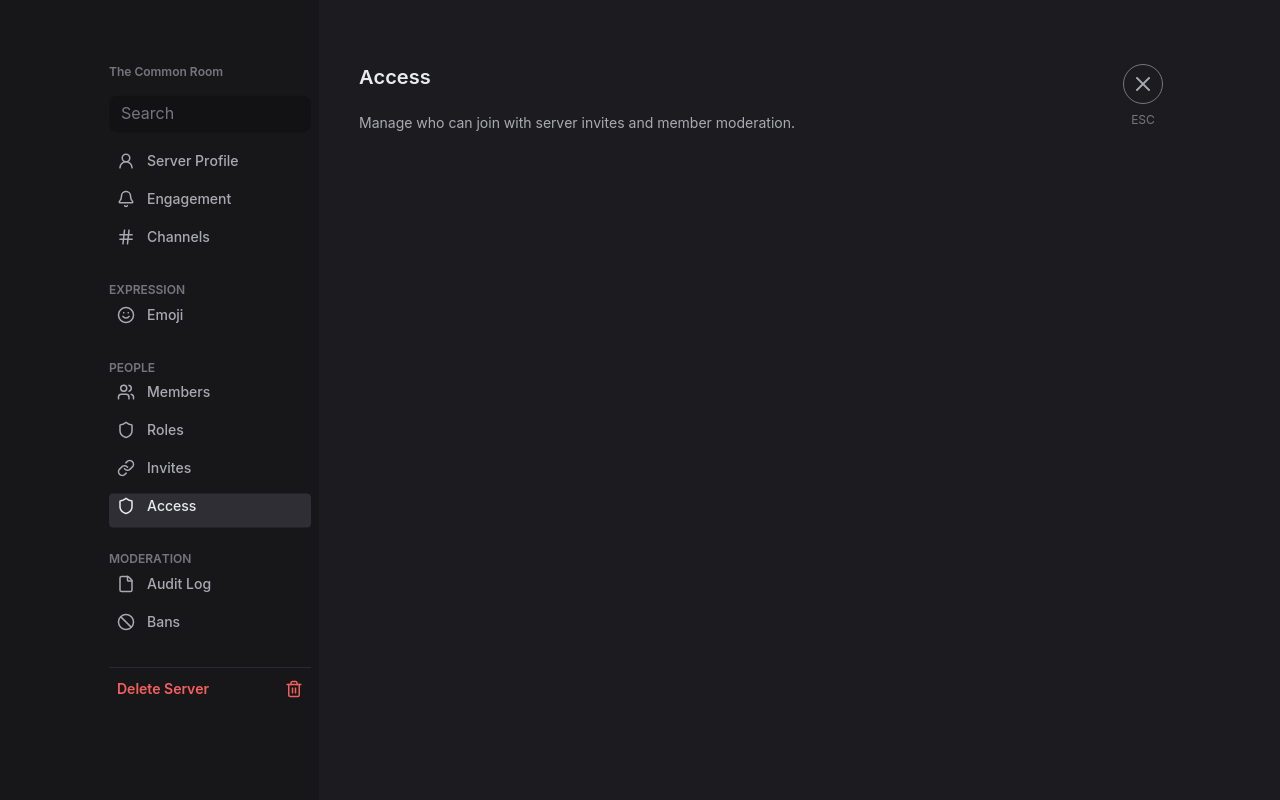 The Common Room
Search
Server Profile
Engagement
Channels
EXPRESSION
Emoji
PEOPLE
Members
Roles
Invites
Access
MODERATION
Audit Log
Bans
Delete Server
Access
Manage who can join with server invites and member moderation.
ESC